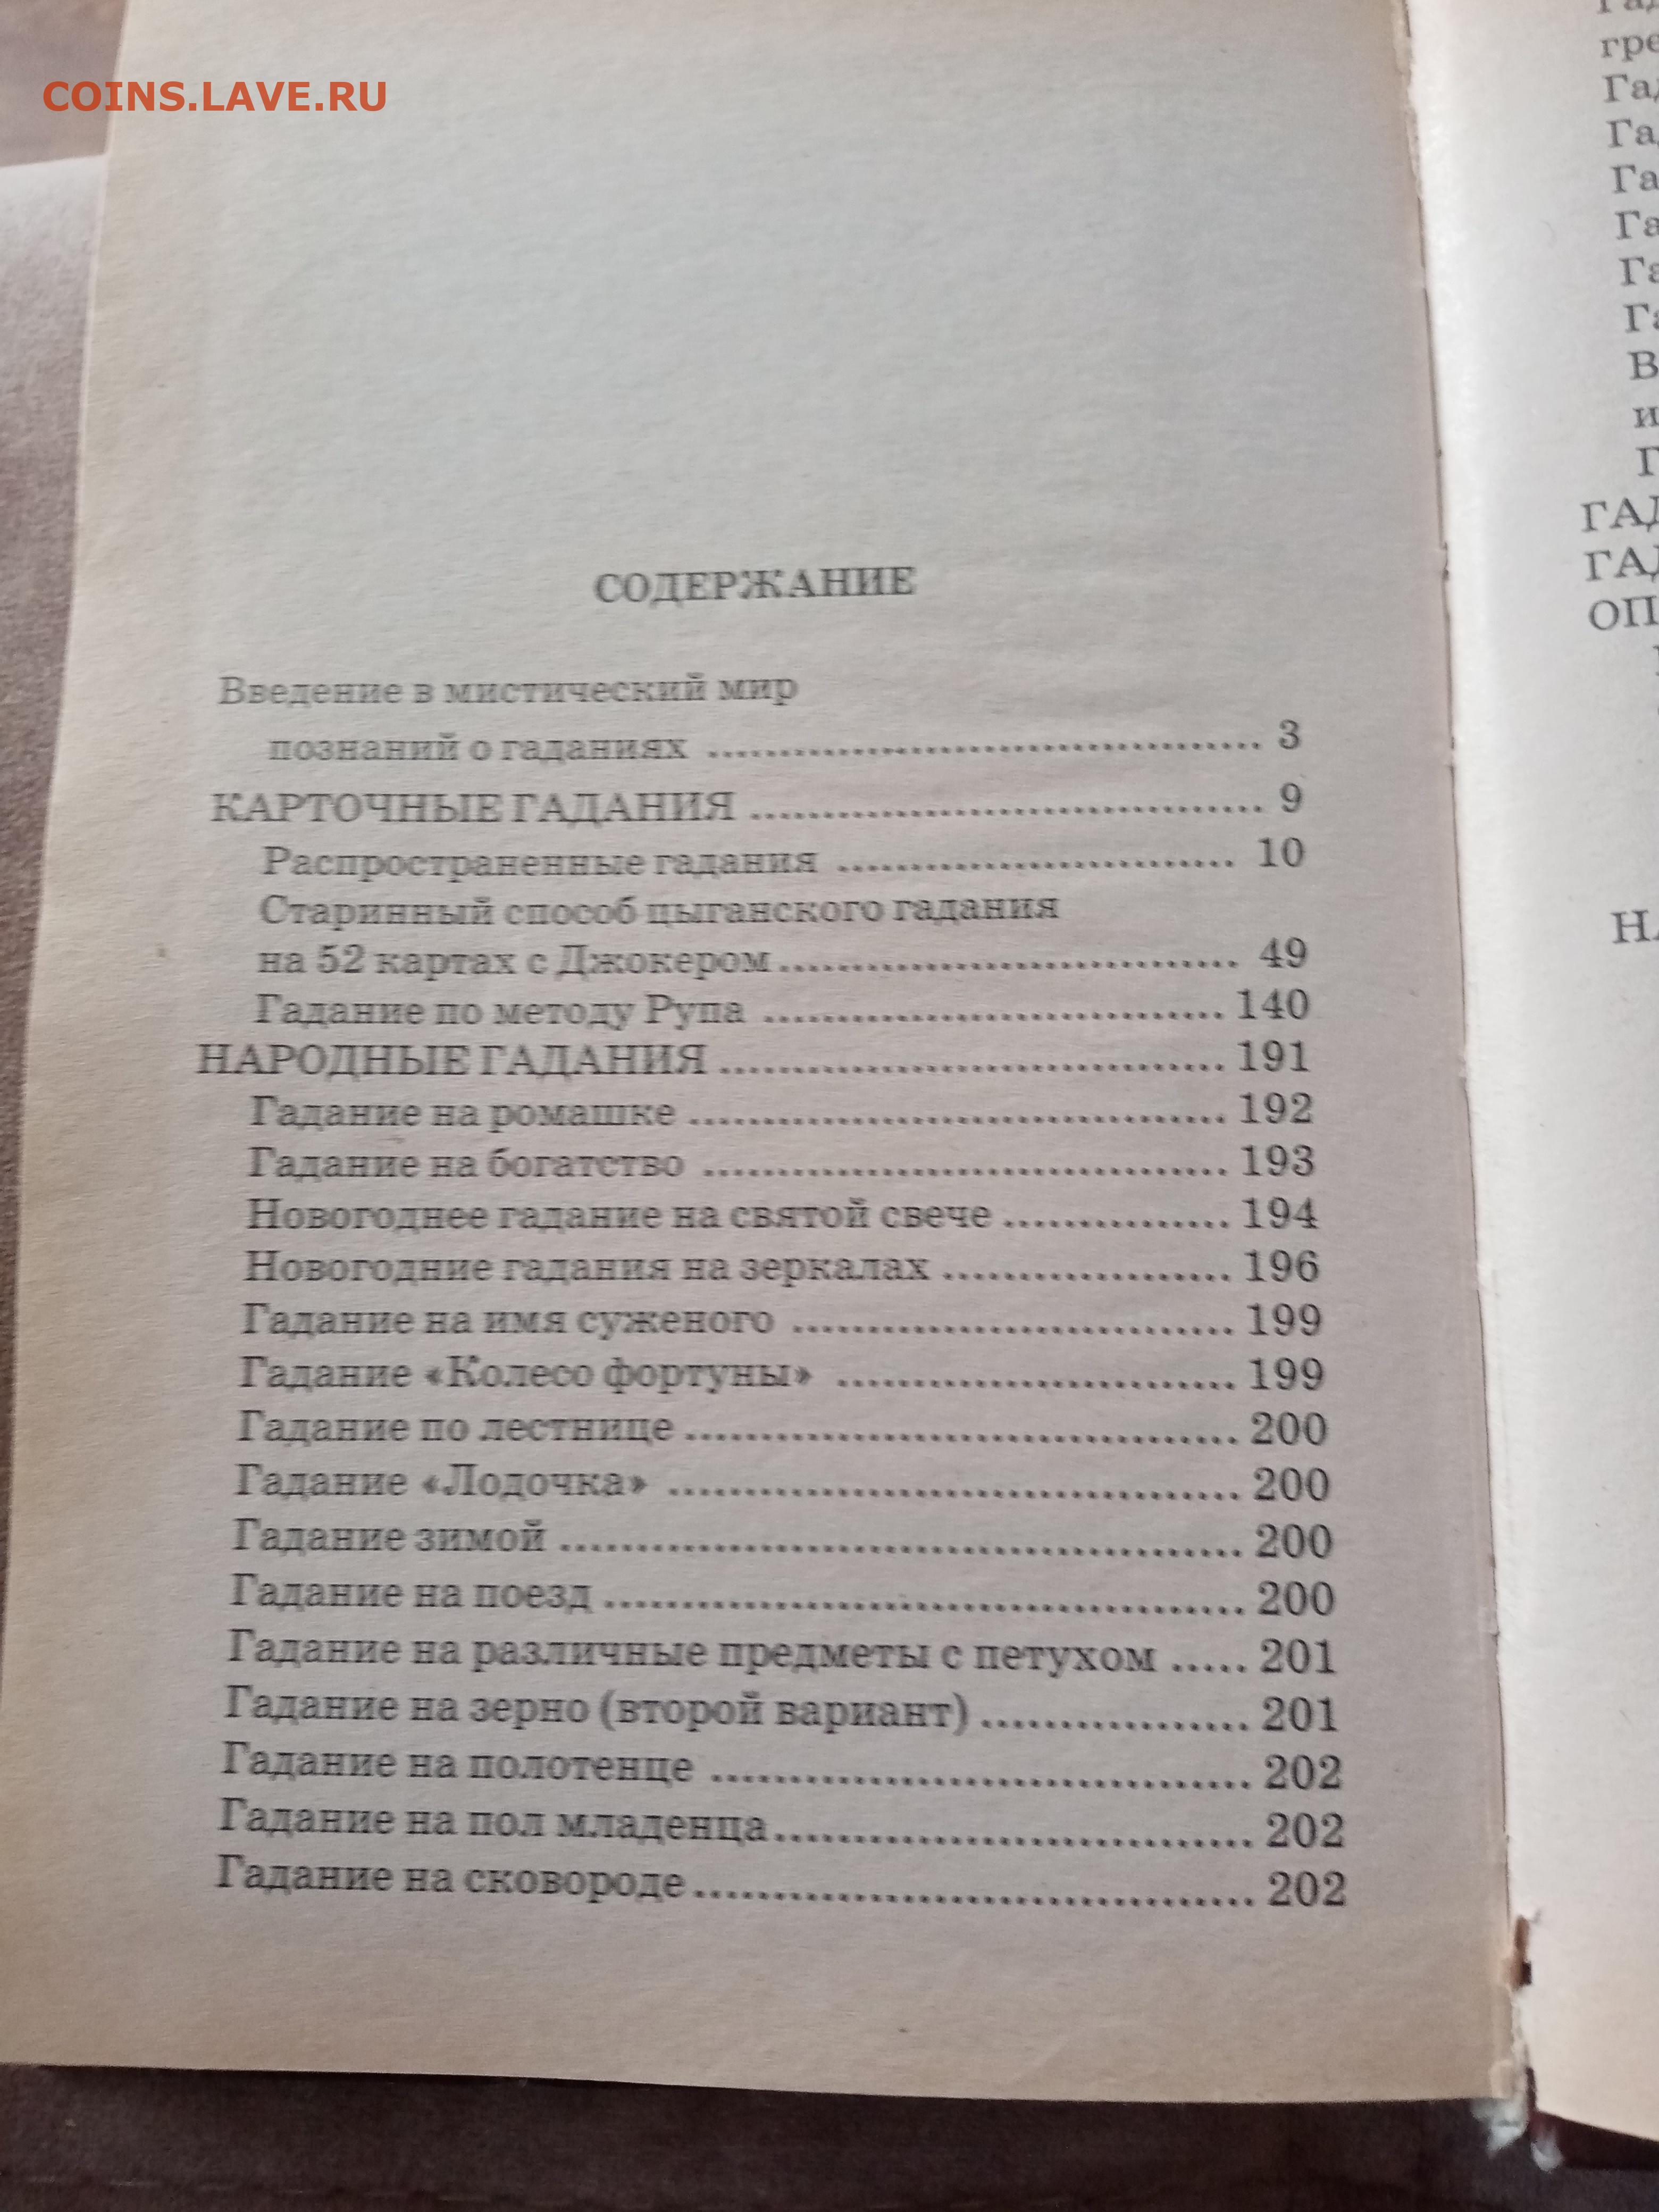 COINS.LAVE.RU
СОДЕРЖАНИЕ
Введение в мистический мир
познаний о гаданиях ........................................ 3
КАРТОЧНЫЕ ГАДАНИЯ ........................................ 9
Распространенные гадания ................................ 10
Старинный способ цыганского гадания
на 52 картах с Джокером..................................... 49
Гадание по методу Рупа ..................................... 140
НАРОДНЫЕ ГАДАНИЯ ........................................ 191
Гадание на ромашке .......................................... 192
Гадание на богатство ........................................ 193
Новогоднее гадание на святой свече ............... 194
Новогодние гадания на зеркалах ................... 196
Гадание на имя суженого .................................. 199
Гадание «Колесо фортуны» .............................. 199
Гадание по лестнице .......................................... 200
Гадание «Лодочка» ........................................... 200
Гадание зимой .................................................. 200
Гадание на поезд ............................................... 200
Гадание на различные предметы с петухом ..... 201
Гадание на зерно (второй вариант) ................. 201
Гадание на полотенце ....................................... 202
Гадание на пол младенца.................................. 202
Гадание на сковороде........................................ 202